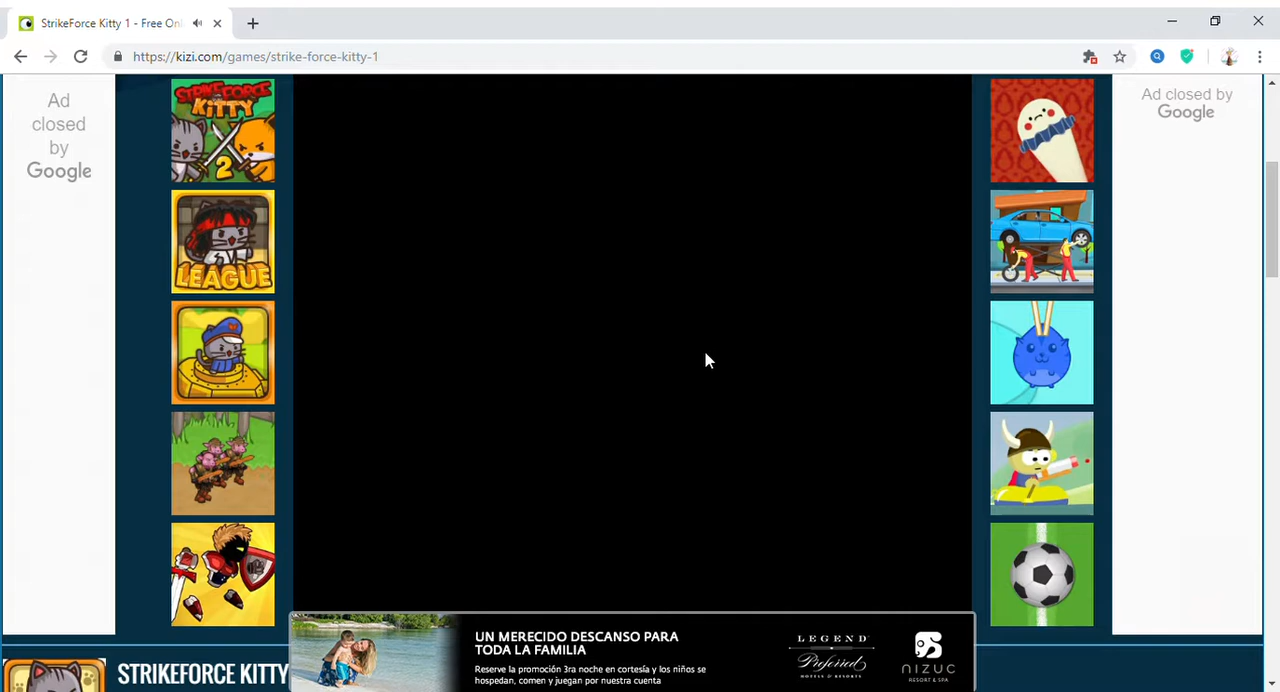 StrikeForce Kitty 1 - Free Onl
https://kizi.com/games/strike-force-kitty-1
Ad
closed
by
Google
STRIKEFORCE
KITTY
2
LEAGUE
Ad closed by
Google
UN MERECIDO DESCANSO PARA
TODA LA FAMILIA
Reserve la promoción 3ra noche en cortesía y los niños se
hospedan, comen y juegan por nuestra cuenta
LEGEND
Preferred
HOTELS & RESORTS
NIZUC
RESORT & SPA
STRIKEFORCE KITTY